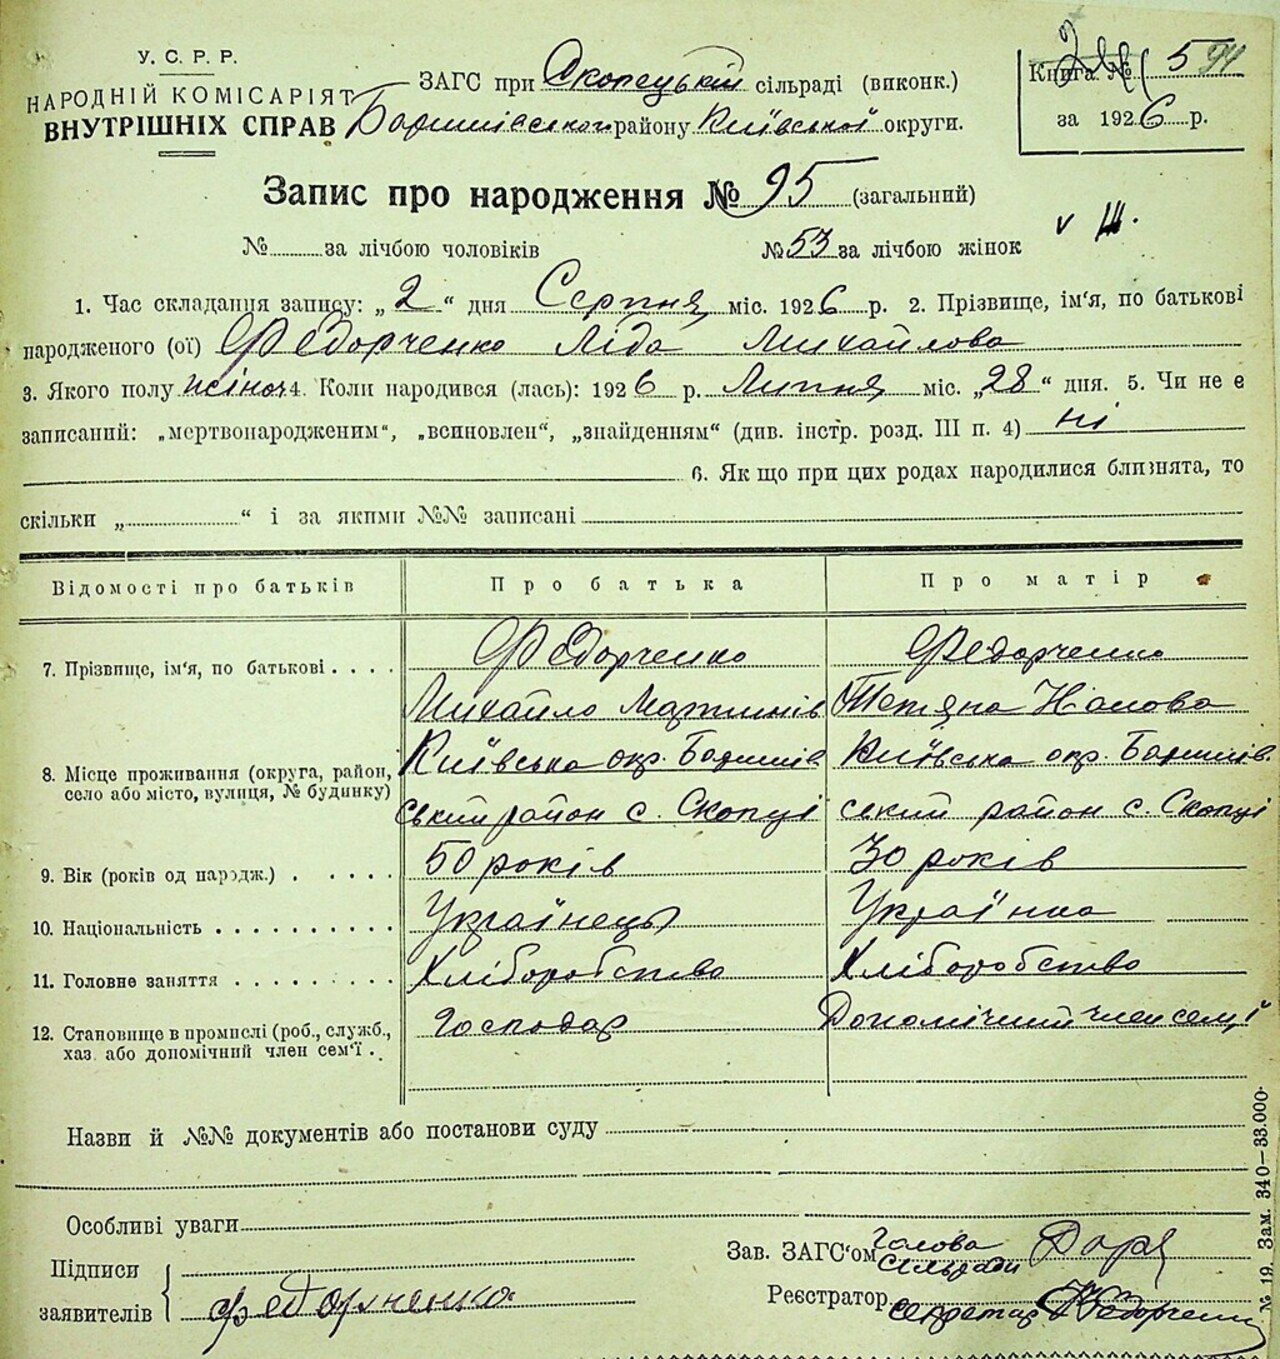 У. С. Р. Р.
НАРОДНІЙ КОМІСАРІЯТ
ВНУТРІШНІХ СПРАВ
ЗАГС при Скопецькій сільраді (виконк.)
Баришівського району Київської округи.
Книга № 5
за 1926 р.
Запис про народження № 95 (загальний)
№ за лічбою чоловіків № 53 за лічбою жінок
1. Час складання запису: „2“ дня Серпня міс. 1926 р. 2. Прізвище, ім‘я, по батькові
народженого (ої) Федорченко Ліда Михайлова
3. Якого полу жіноч 4. Коли народився (лась): 1926 р. Липня міс. „28“ дня. 5. Чи не є
записаний: „мертвонародженим“, „всиновлен“, „знайденням“ (див. інстр. розд. III п. 4) ні
6. Як що при цих родах народилися близнята, то
скільки „ “ і за якими №№ записані
Відомості про батьків Про батька Про матір
7. Прізвище, ім‘я, по батькові . . . . Федорченко Федорченко
Михайло Мартинів Тетяна
8. Місце проживання (округа, район, Київська окр. Баришів Київська окр. Баришів.
село або місто, вулиця, № будинку) ський район с. Скопці ський район с. Скопці
9. Вік (років од народж.) . . . . . 50 років 30 років
10. Національність . . . . . . . . . . Українець Українка
11. Головне заняття . . . . . . . . . Хліборобство Хліборобство
12. Становище в промислі (роб., служб., Господар Допомічний член семї
хаз. або допомічний член сем‘ї . .
Назви й №№ документів або постанови суду
Особливі уваги
Підписи
заявителів Федорченко
Зав. ЗАГС‘ом Голова
сільради
Реєстратор секретар Федорченко
№ 19. Зам. 340—33.000.